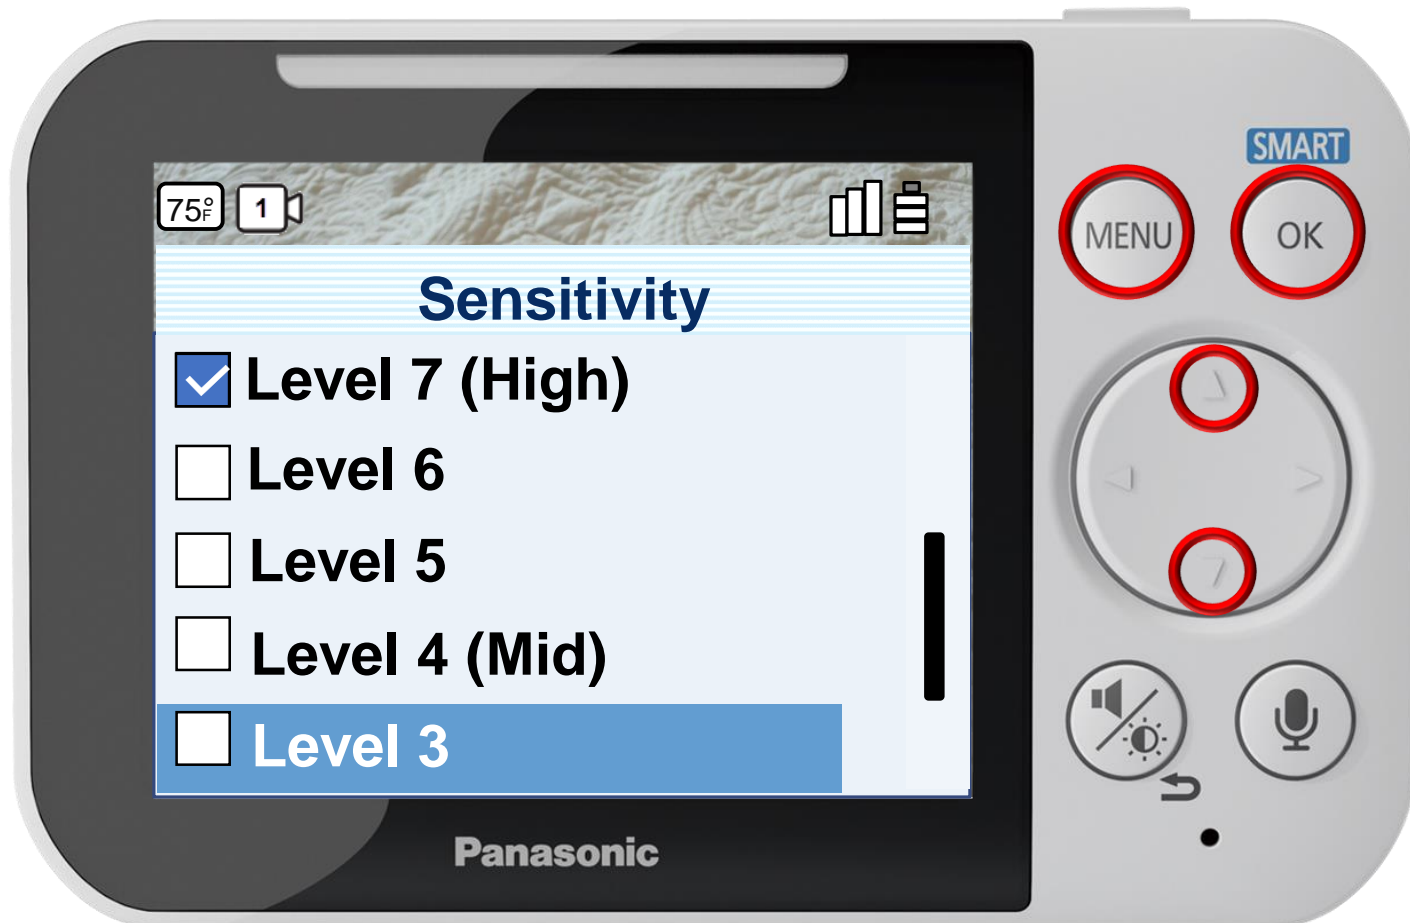 SMART
75°F 1
MENU OK
Sensitivity
Level 7 (High)
Level 6
Level 5
Level 4 (Mid)
Level 3
Panasonic